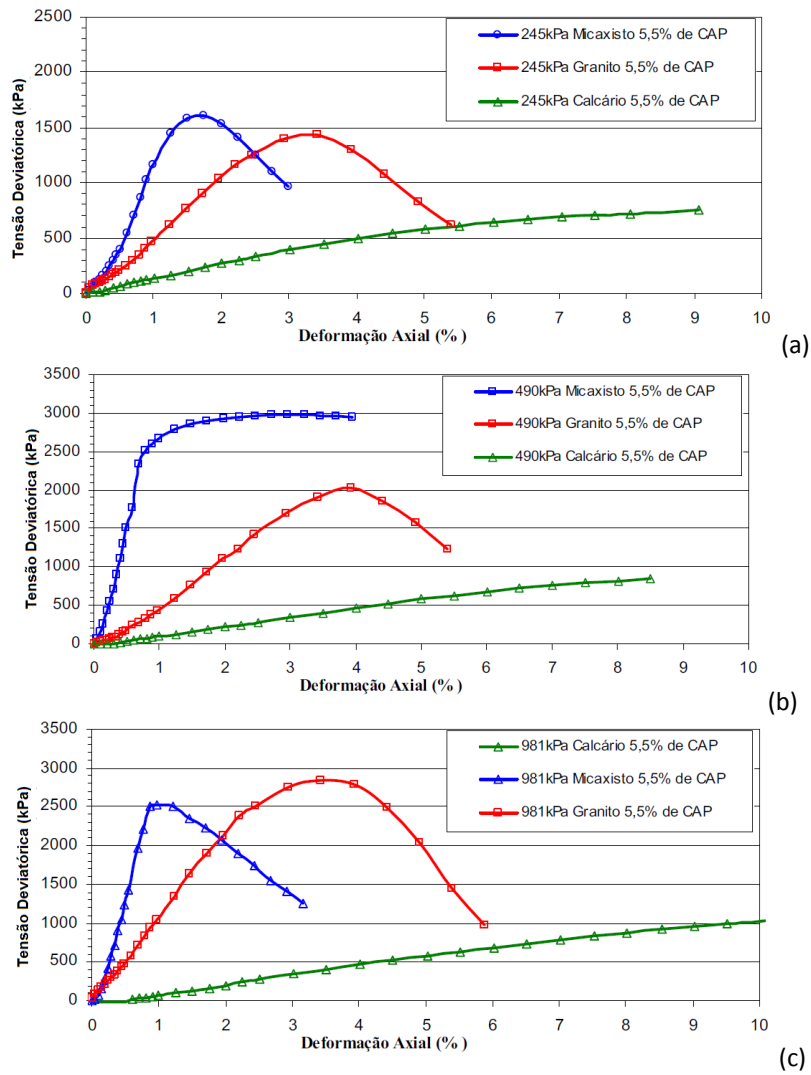 2500
2000
1500
1000
500
0
Tensão Deviatórica (kPa)
245kPa Micaxisto 5,5% de CAP
245kPa Granito 5,5% de CAP
245kPa Calcário 5,5% de CAP
0 1 2 3 4 5 6 7 8 9 10
Deformação Axial (%)
(a)
3500
3000
2500
2000
1500
1000
500
0
Tensão Deviatórica (kPa)
490kPa Micaxisto 5,5% de CAP
490kPa Granito 5,5% de CAP
490kPa Calcário 5,5% de CAP
0 1 2 3 4 5 6 7 8 9 10
Deformação Axial (%)
(b)
3500
3000
2500
2000
1500
1000
500
0
Tensão Deviatórica (kPa)
981kPa Calcário 5,5% de CAP
981kPa Micaxisto 5,5% de CAP
981kPa Granito 5,5% de CAP
0 1 2 3 4 5 6 7 8 9 10
Deformação Axial (%)
(c)